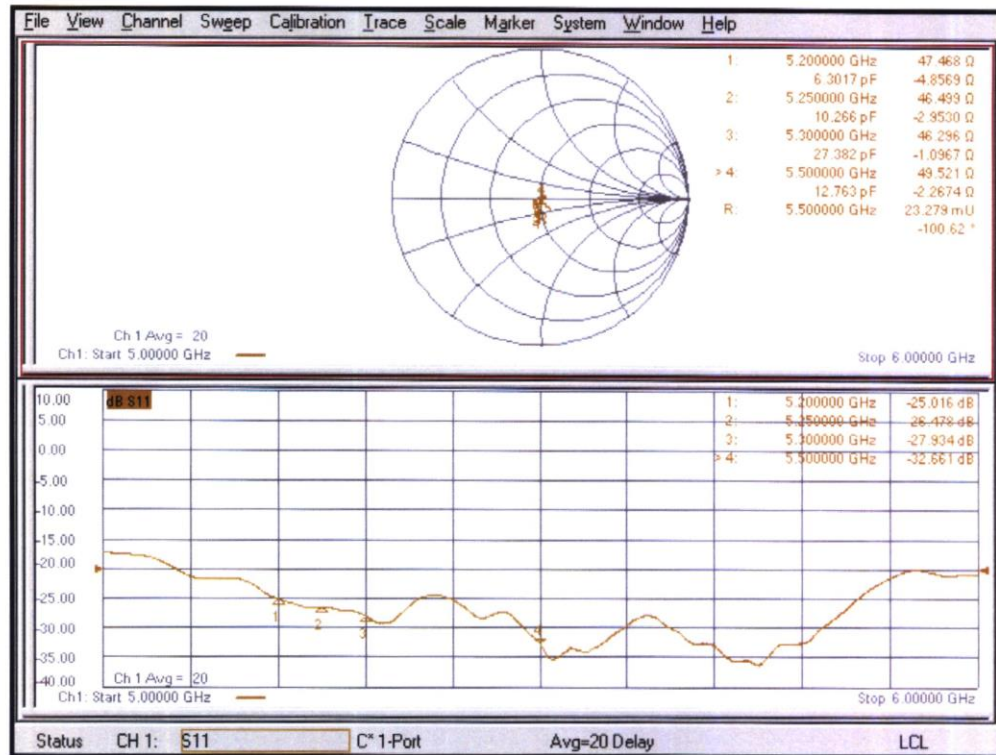 File View Channel Sweep Calibration Trace Scale Marker System Window Help
1: 5.200000 GHz 47.468 Ω
6.3017 pF -4.8569 Ω
2: 5.250000 GHz 46.499 Ω
10.266 pF -2.9530 Ω
3: 5.300000 GHz 46.296 Ω
27.382 pF -1.0967 Ω
> 4: 5.500000 GHz 49.521 Ω
12.763 pF -2.2674 Ω
R: 5.500000 GHz 23.279 mU
-100.62 °
Ch 1 Avg = 20
Ch1: Start 5.00000 GHz
Stop 6.00000 GHz
10.00
5.00
0.00
-5.00
-10.00
-15.00
-20.00
-25.00
-30.00
-35.00
-40.00
dB S11
1: 5.200000 GHz -25.016 dB
2: 5.250000 GHz -26.478 dB
3: 5.300000 GHz -27.934 dB
> 4: 5.500000 GHz -32.661 dB
1
2
3
4
Ch 1 Avg = 20
Ch1: Start 5.00000 GHz
Stop 6.00000 GHz
Status CH 1: S11 C* 1-Port Avg=20 Delay LCL